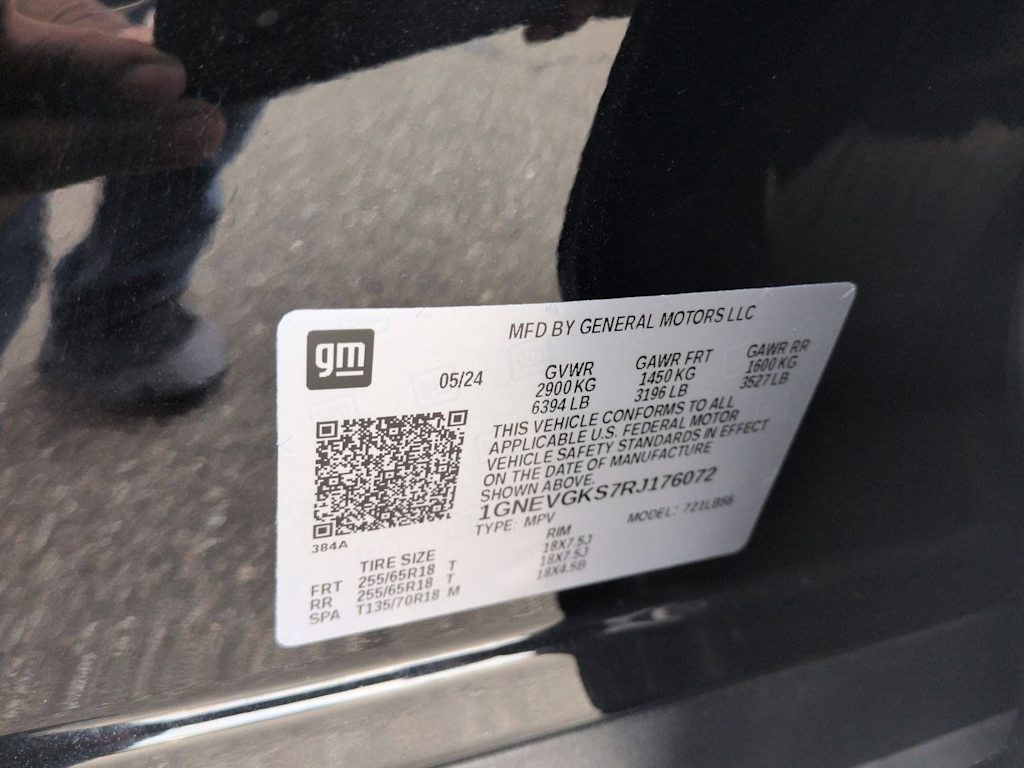 gm
MFD BY GENERAL MOTORS LLC
05/24
GVWR GAWR FRT GAWR RR
2900 KG 1450 KG 1600 KG
6394 LB 3196 LB 3527 LB
THIS VEHICLE CONFORMS TO ALL
APPLICABLE U.S. FEDERAL MOTOR
VEHICLE SAFETY STANDARDS IN EFFECT
ON THE DATE OF MANUFACTURE
SHOWN ABOVE.
1GNEVGKS7RJ176072
TYPE: MPV MODEL: 721LB56
384A
TIRE SIZE RIM
FRT 255/65R18 T 18X7.5J
RR 255/65R18 T 18X7.5J
SPA T135/70R18 M 18X4.5B